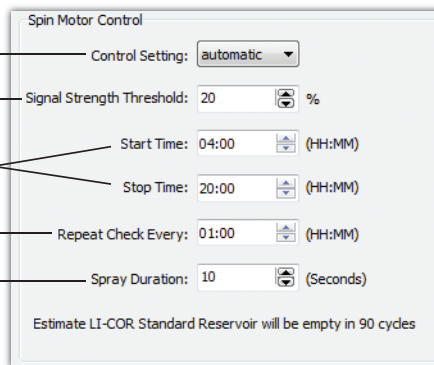 Spin Motor Control
Control Setting: automatic
Signal Strength Threshold: 20 %
Start Time: 04:00 (HH:MM)
Stop Time: 20:00 (HH:MM)
Repeat Check Every: 01:00 (HH:MM)
Spray Duration: 10 (Seconds)
Estimate LI-COR Standard Reservoir will be empty in 90 cycles